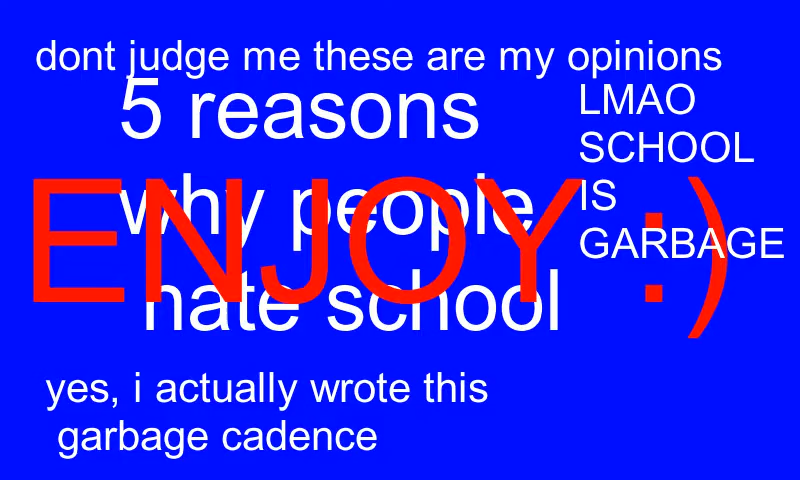 dont judge me these are my opinions
5 reasons
why people
hate school
LMAO
SCHOOL
IS
GARBAGE
ENJOY :)
yes, i actually wrote this
garbage cadence